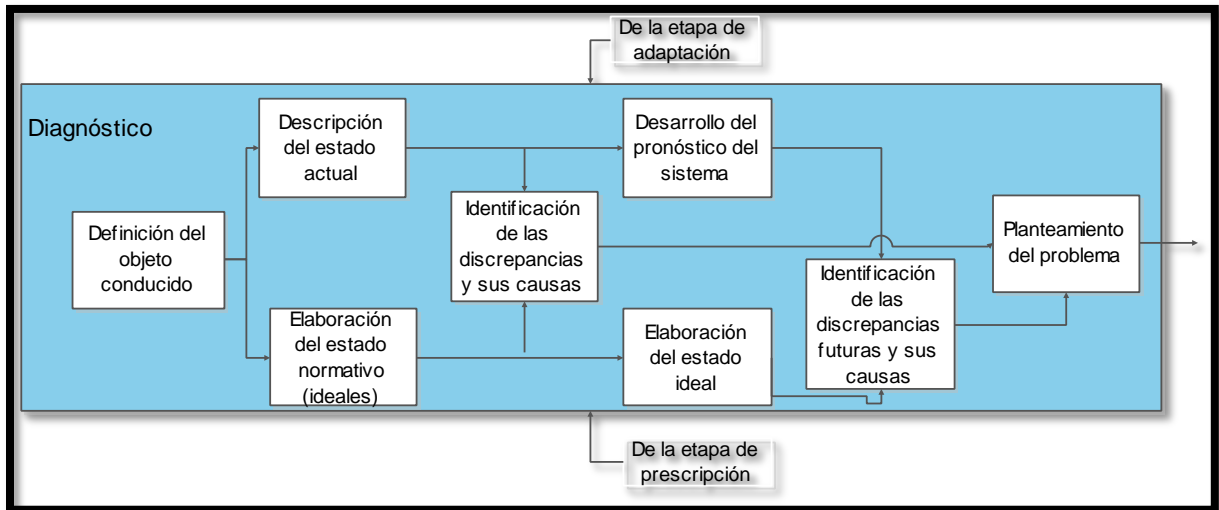 De la etapa de
adaptación
Diagnóstico
Descripción
del estado
actual
Desarrollo del
pronóstico del
sistema
Definición del
objeto
conducido
Identificación
de las
discrepancias
y sus causas
Planteamiento
del problema
Identificación
de las
discrepancias
futuras y sus
causas
Elaboración
del estado
normativo
(ideales)
Elaboración
del estado
ideal
De la etapa de
prescripción